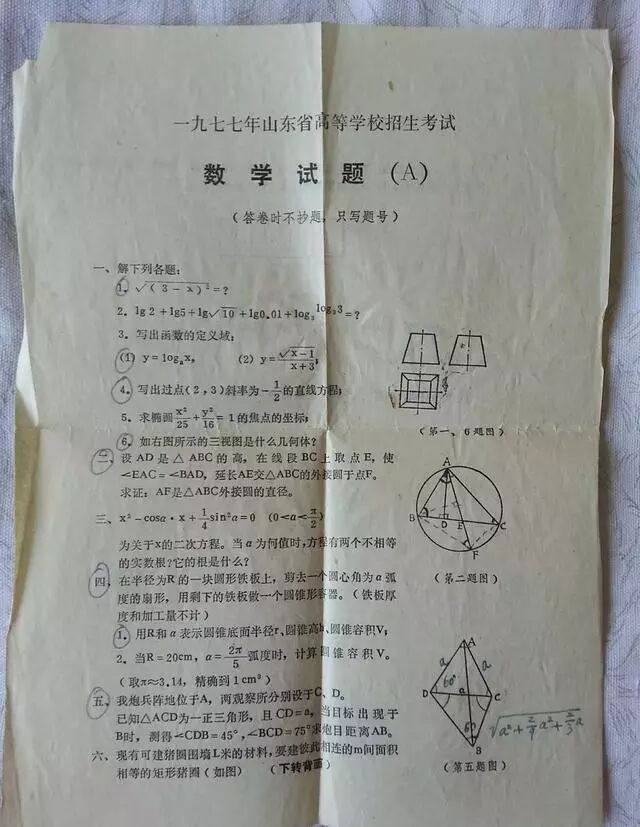 一九七七年山东省高等学校招生考试
数学试题(A)
(答卷时不抄题,只写题号)
一、解下列各题:
1. √(3-x)²=?
2. lg2+lg5+lg√10+lg0.01+log₃
3. 写出函数的定义域:
(1) y=logₐx, (2) y=√x-1/x+3;
4. 写出过点(2,3)斜率为-1/2的直线方程;
5. 求椭圆x²/25+y²/16=1的焦点的坐标;
6. 如右图所示的三视图是什么几何体?
(第一、6题图)
二、设AD是△ABC的高,在线段BC上取点E,使
∠EAC=∠BAD,延长AE交△ABC的外接圆于点F。
求证:AF是△ABC外接圆的直径。
A
B
D
E
C
F
(第二题图)
三、x²-cosα·x+1/4sin²α=0 (0<α<π/2)
为关于x的二次方程。当α为何值时,方程有两个不相等
的实数根?它的根是什么?
四、在半径为R的一块圆形铁板上,剪去一个圆心角为α弧
度的扇形,用剩下的铁板做一个圆锥形容器。(铁板厚
度和加工量不计)
1. 用R和α表示圆锥底面半径r、圆锥高h、圆锥容积V;
2. 当R=20cm,α=2π/5弧度时,计算圆锥容积V。
(取π≈3.14,精确到1cm³)
五、我炮兵阵地位于A,两观察所分别设于C、D。
已知△ACD为一正三角形,且CD=a,当目标出现于
B时,测得∠CDB=45°,∠BCD=75°求炮目距离AB。
A
a
a
60°
D
a
C
60
B
√a²+2/3a²+2/√3a
(第五题图)
六、现有可建猪圈围墙L米的材料,要建彼此相连的m间面积
相等的矩形猪圈(如图) (下转背面)